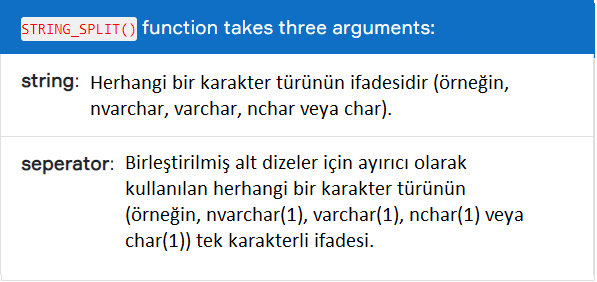 STRING_SPLIT() function takes three arguments:
string: Herhangi bir karakter türünün ifadesidir (örneğin,
nvarchar, varchar, nchar veya char).
seperator: Birleştirilmiş alt dizeler için ayırıcı olarak
kullanılan herhangi bir karakter türünün
(örneğin, nvarchar(1), varchar(1), nchar(1) veya
char(1)) tek karakterli ifadesi.